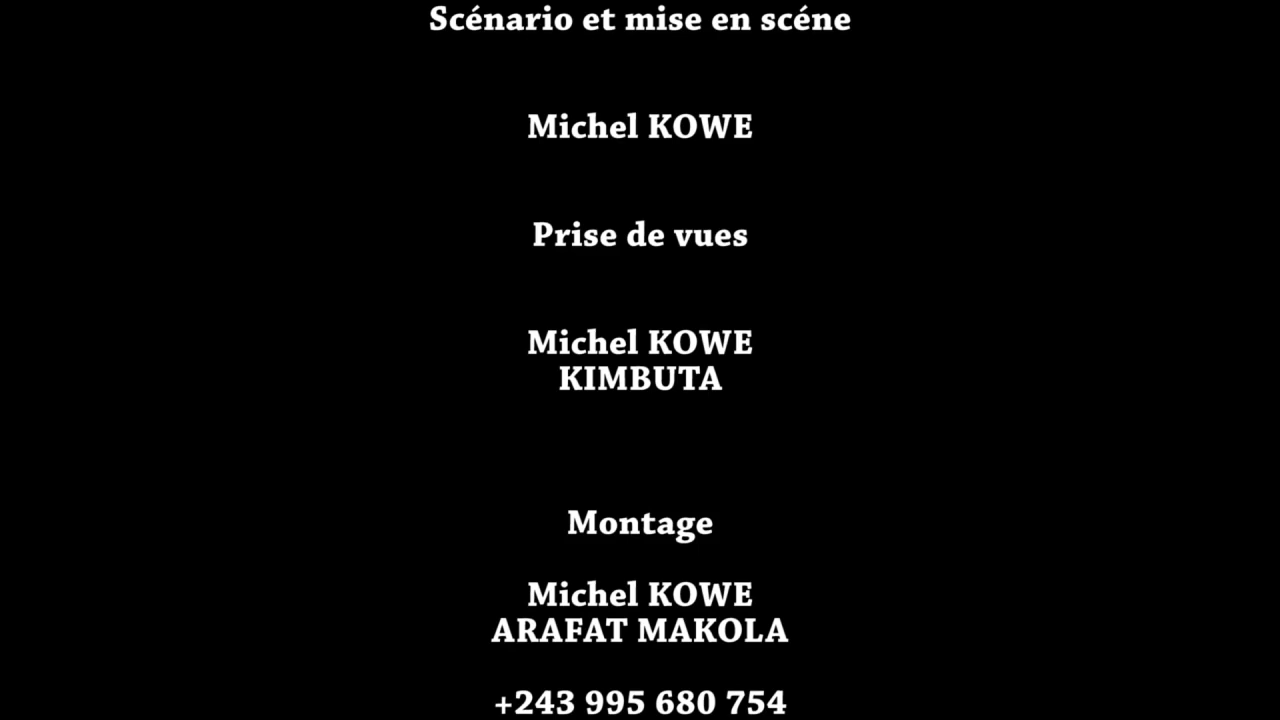 Scénario et mise en scéne
Michel KOWE
Prise de vues
Michel KOWE
KIMBUTA
Montage
Michel KOWE
ARAFAT MAKOLA
+243 995 680 754